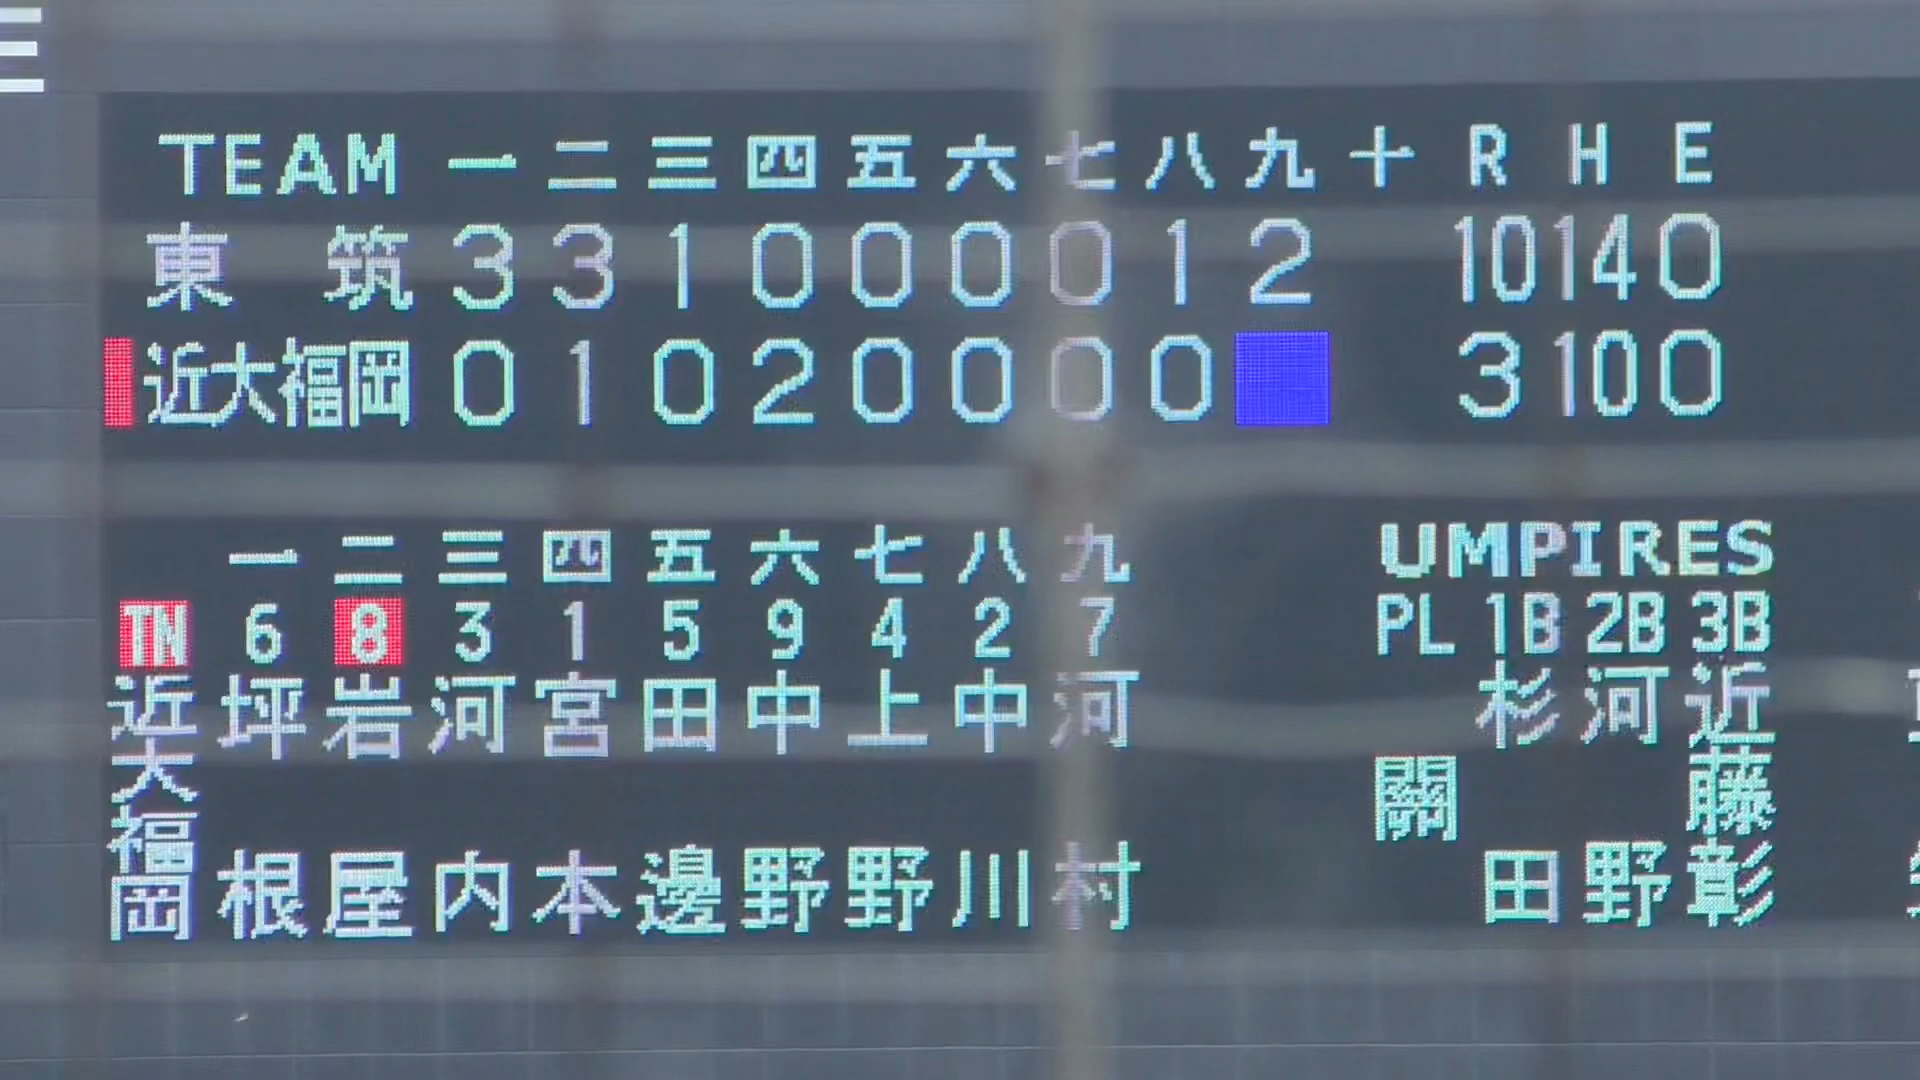 TEAM 一 二 三 四 五 六 七 八 九 十 R H E
東筑 3 3 1 0 0 0 0 1 2 10 14 0
近大福岡 0 1 0 2 0 0 0 0 3 10 0
一 二 三 四 五 六 七 八 九
TN 6 8 3 1 5 9 4 2 7
近大福岡 坪根 岩屋 河内 宮本 田邊 中野 上野 中川 河村
UMPIRES
PL 1B 2B 3B
關 杉田 河野 近藤彰